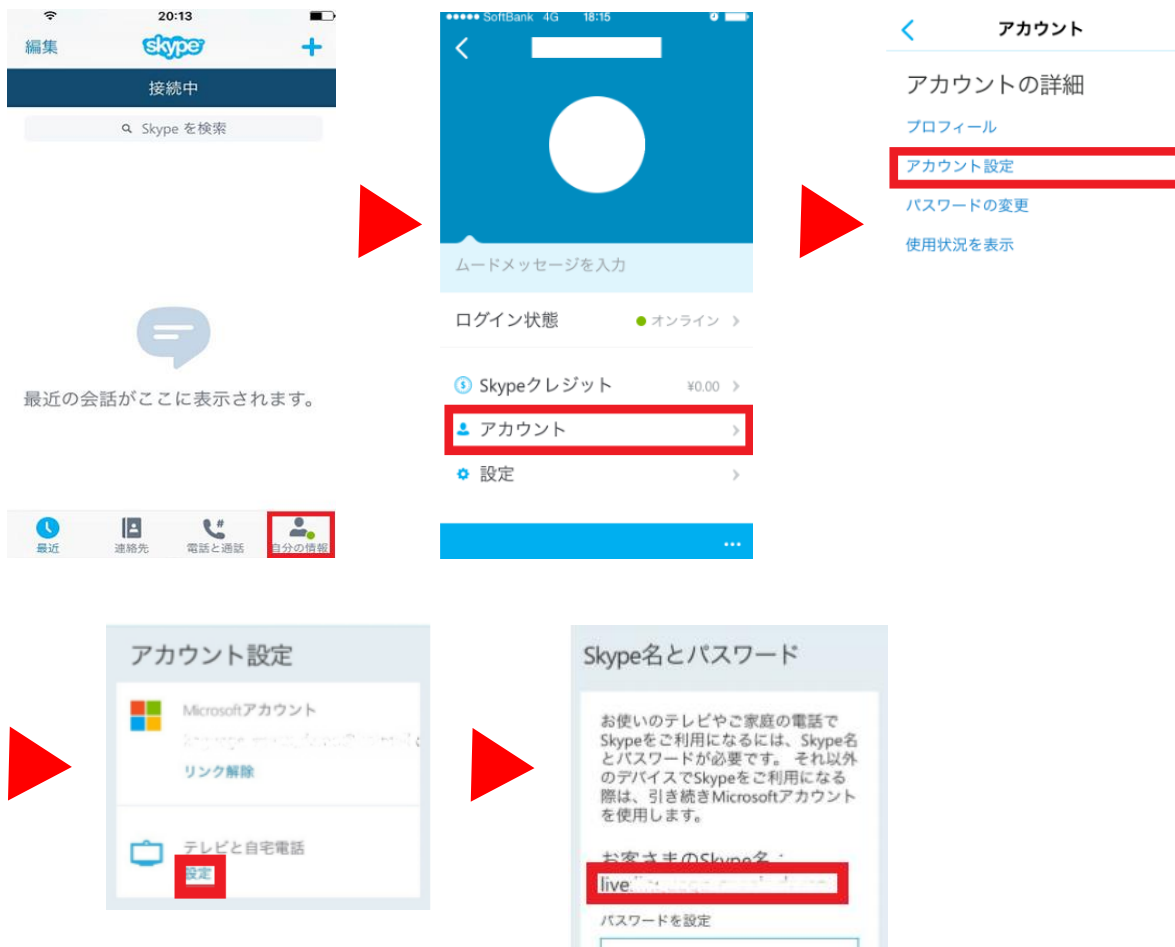 20:13
編集
skype
+
接続中
Skype を検索
最近の会話がここに表示されます。
最近
連絡先
電話と通話
自分の情報
SoftBank 4G 18:15
ムードメッセージを入力
ログイン状態
オンライン
Skypeクレジット
¥0.00
アカウント
設定
アカウント
アカウントの詳細
プロフィール
アカウント設定
パスワードの変更
使用状況を表示
アカウント設定
Microsoftアカウント
リンク解除
テレビと自宅電話
設定
Skype名とパスワード
お使いのテレビやご家庭の電話で
Skypeをご利用になるには、Skype名
とパスワードが必要です。 それ以外
のデバイスでSkypeをご利用になる
際は、引き続きMicrosoftアカウント
を使用します。
お客さまのSkype名：
live:
パスワードを設定